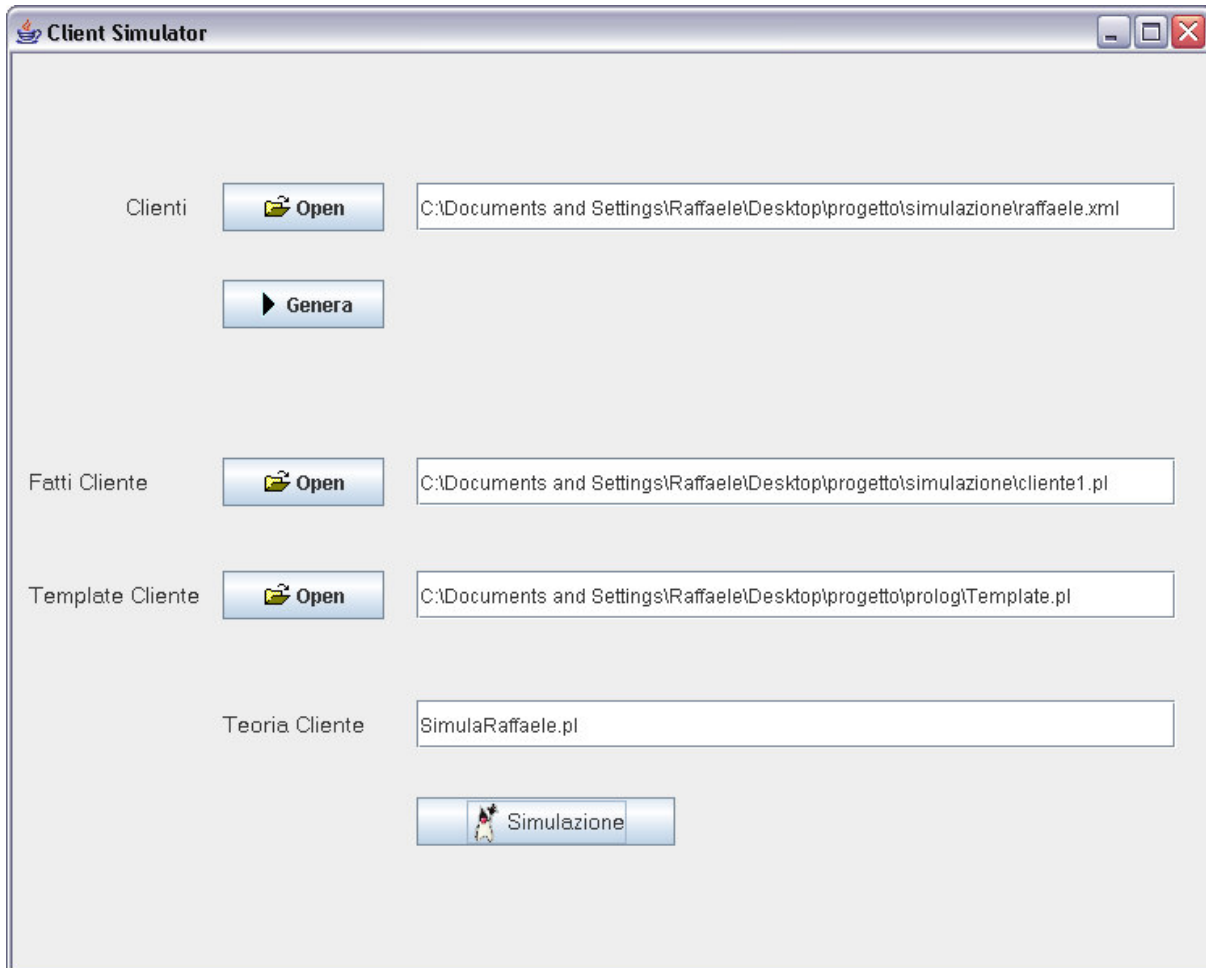 Client Simulator
Clienti Open C:\Documents and Settings\Raffaele\Desktop\progetto\simulazione\raffaele.xml
Genera
Fatti Cliente Open C:\Documents and Settings\Raffaele\Desktop\progetto\simulazione\cliente1.pl
Template Cliente Open C:\Documents and Settings\Raffaele\Desktop\progetto\prolog\Template.pl
Teoria Cliente SimulaRaffaele.pl
Simulazione